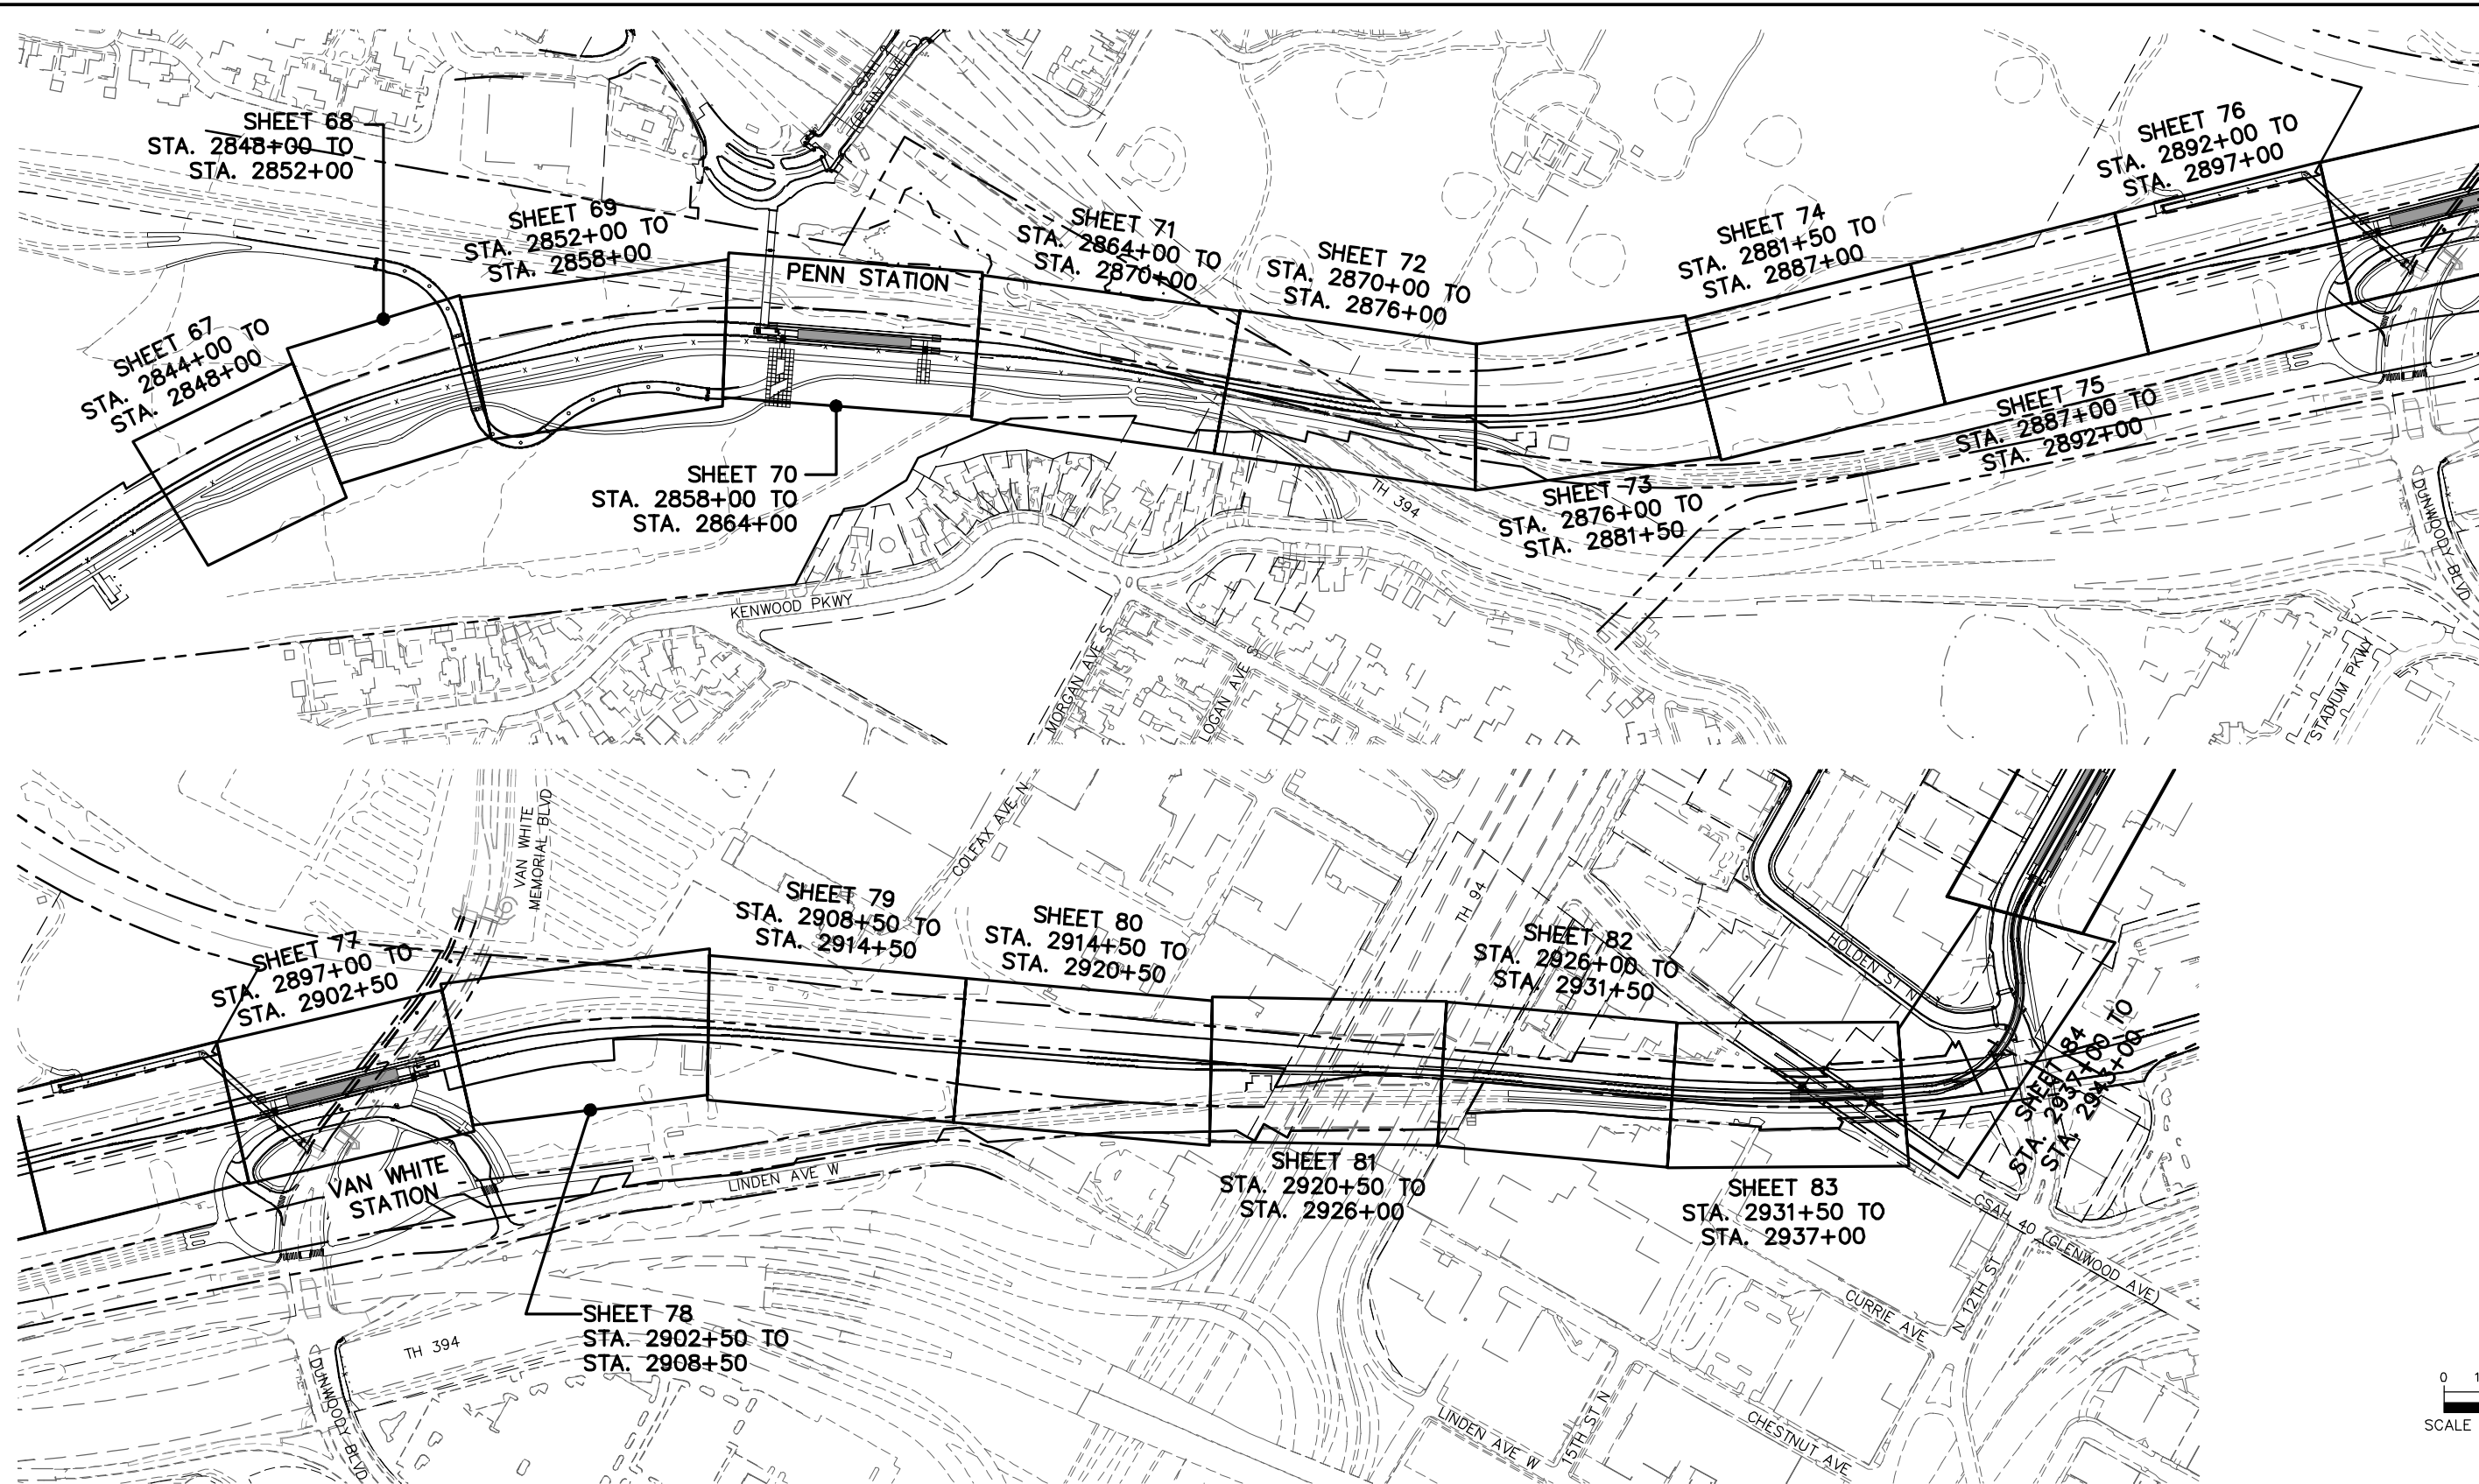 SHEET 68
STA. 2848+00 TO
STA. 2852+00
SHEET 67
STA. 2844+00 TO
STA. 2848+00
SHEET 69
STA. 2852+00 TO
STA. 2858+00
PENN STATION
(PENN AVE S)
SHEET 70
STA. 2858+00 TO
STA. 2864+00
SHEET 71
STA. 2864+00 TO
STA. 2870+00
SHEET 72
STA. 2870+00 TO
STA. 2876+00
SHEET 73
STA. 2876+00 TO
STA. 2881+50
SHEET 74
STA. 2881+50 TO
STA. 2887+00
SHEET 75
STA. 2887+00 TO
STA. 2892+00
SHEET 76
STA. 2892+00 TO
STA. 2897+00
TH 394
DUNWOODY BLVD
KENWOOD PKWY
MORGAN AVE S
LOGAN AVE S
STADIUM PKWY
VAN WHITE
MEMORIAL BLVD
COLFAX AVE N
SHEET 77
STA. 2897+00 TO
STA. 2902+50
SHEET 79
STA. 2908+50 TO
STA. 2914+50
SHEET 80
STA. 2914+50 TO
STA. 2920+50
TH 94
SHEET 82
STA. 2926+00 TO
STA. 2931+50
HOLDEN ST N
SHEET 84
STA. 2937+00 TO
STA. 2943+00
VAN WHITE
STATION
LINDEN AVE W
SHEET 81
STA. 2920+50 TO
STA. 2926+00
SHEET 83
STA. 2931+50 TO
STA. 2937+00
CSAH 40 (GLENWOOD AVE)
N 12TH ST
CURRIE AVE
SHEET 78
STA. 2902+50 TO
STA. 2908+50
TH 394
DUNWOODY BLVD
LINDEN AVE W
15TH ST N
CHESTNUT AVE
0
SCALE